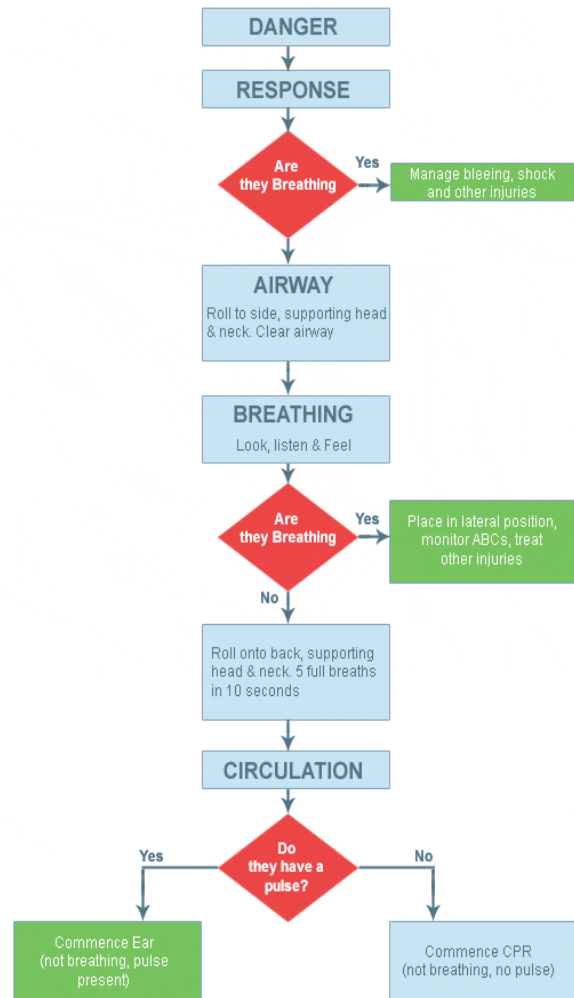 DANGER
RESPONSE
Are
they Breathing
Yes
Manage bleeing, shock
and other injuries
AIRWAY
Roll to side, supporting head
& neck. Clear airway
BREATHING
Look, listen & Feel
Are
they Breathing
Yes
Place in lateral position,
monitor ABCs, treat
other injuries
No
Roll onto back, supporting
head & neck. 5 full breaths
in 10 seconds
CIRCULATION
Do
they have a
pulse?
Yes
No
Commence Ear
(not breathing, pulse
present)
Commence CPR
(not breathing, no pulse)